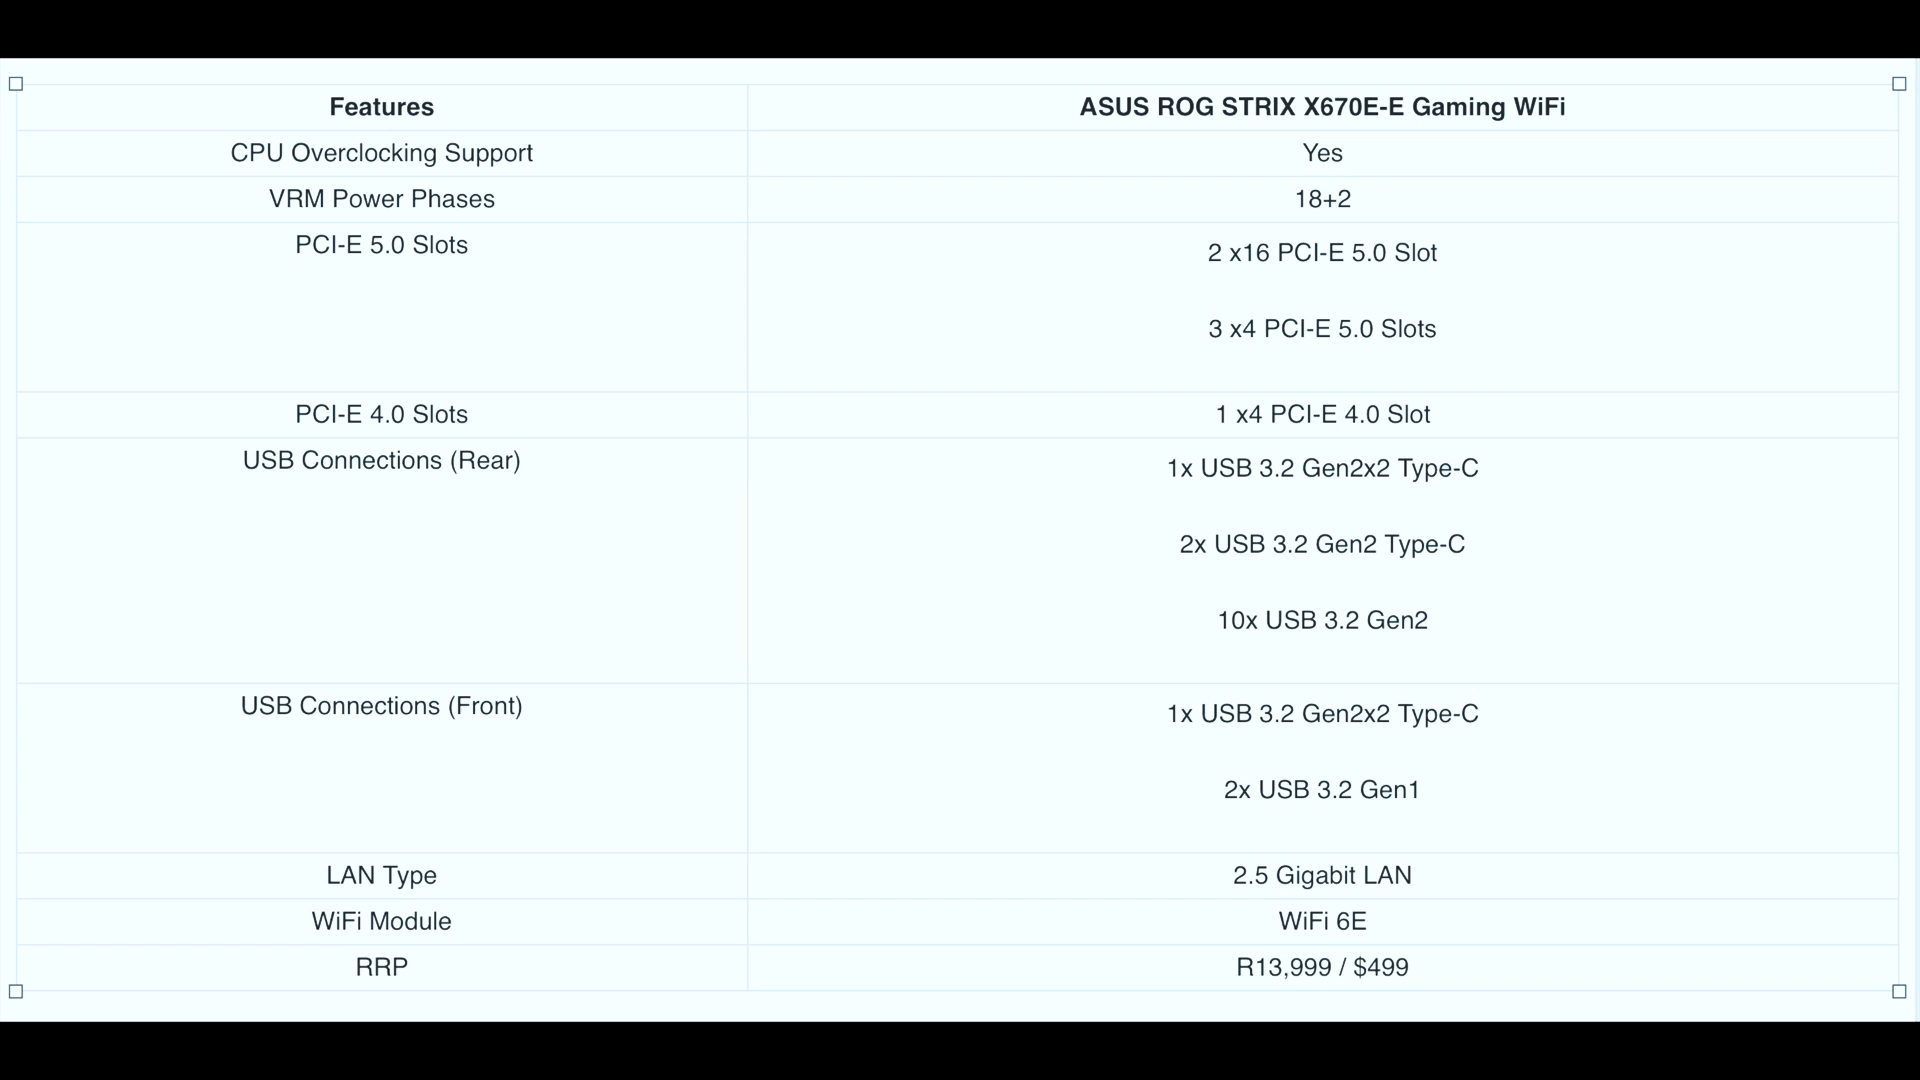 Features
ASUS ROG STRIX X670E-E Gaming WiFi
CPU Overclocking Support
Yes
VRM Power Phases
18+2
PCI-E 5.0 Slots
2 x16 PCI-E 5.0 Slot
3 x4 PCI-E 5.0 Slots
PCI-E 4.0 Slots
1 x4 PCI-E 4.0 Slot
USB Connections (Rear)
1x USB 3.2 Gen2x2 Type-C
2x USB 3.2 Gen2 Type-C
10x USB 3.2 Gen2
USB Connections (Front)
1x USB 3.2 Gen2x2 Type-C
2x USB 3.2 Gen1
LAN Type
2.5 Gigabit LAN
WiFi Module
WiFi 6E
RRP
R13,999 / $499